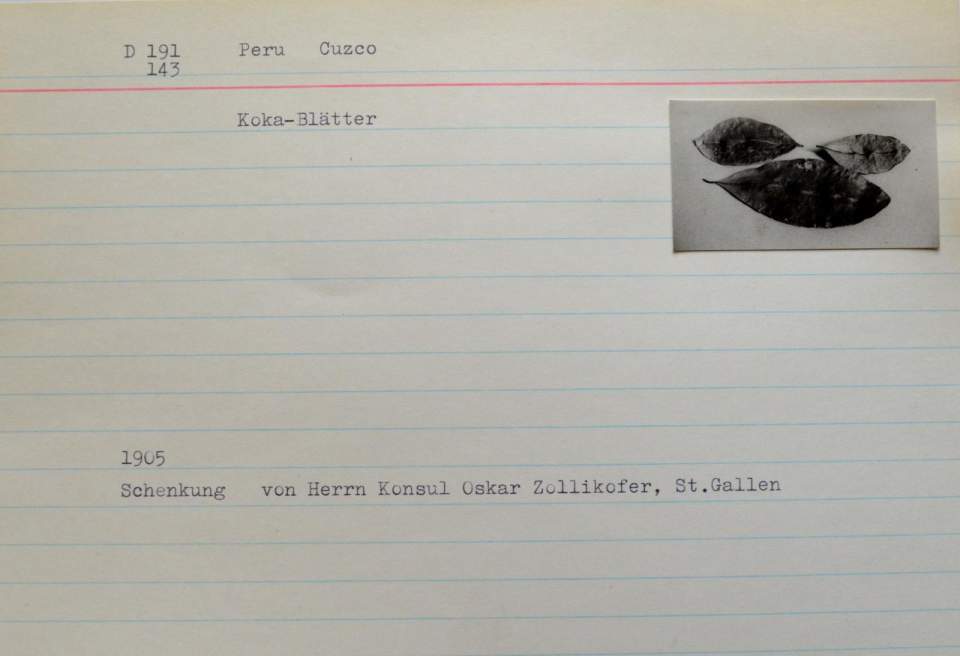 D 191 Peru Cuzco
143
Koka-Blätter
1905
Schenkung von Herrn Konsul Oskar Zollikofer, St.Gallen